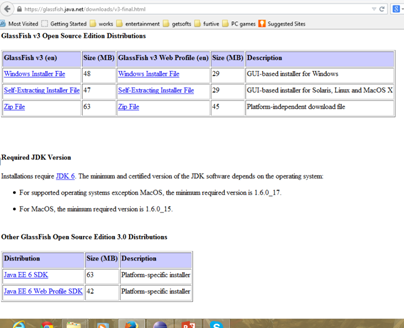 https://glassfish.java.net/downloads/v3-final.html
Most Visited Getting Started works entertainment getsofts furtive PC games Suggested Sites
GlassFish v3 Open Source Edition Distributions
GlassFish v3 (en) Size (MB) GlassFish v3 Web Profile (en) Size (MB) Description
Windows Installer File 48 Windows Installer File 29 GUI-based installer for Windows
Self-Extracting Installer File 47 Self-Extracting Installer File 29 GUI-based installer for Solaris, Linux and MacOS X
Zip File 63 Zip File 45 Platform-independent download file
Required JDK Version
Installations require JDK 6. The minimum and certified version of the JDK software depends on the operating system:
For supported operating systems exception MacOS, the minimum required version is 1.6.0_17.
For MacOS, the minimum required version is 1.6.0_15.
Other GlassFish Open Source Edition 3.0 Distributions
Distribution Size (MB) Description
Java EE 6 SDK 63 Platform-specific installer
Java EE 6 Web Profile SDK 42 Platform-specific installer